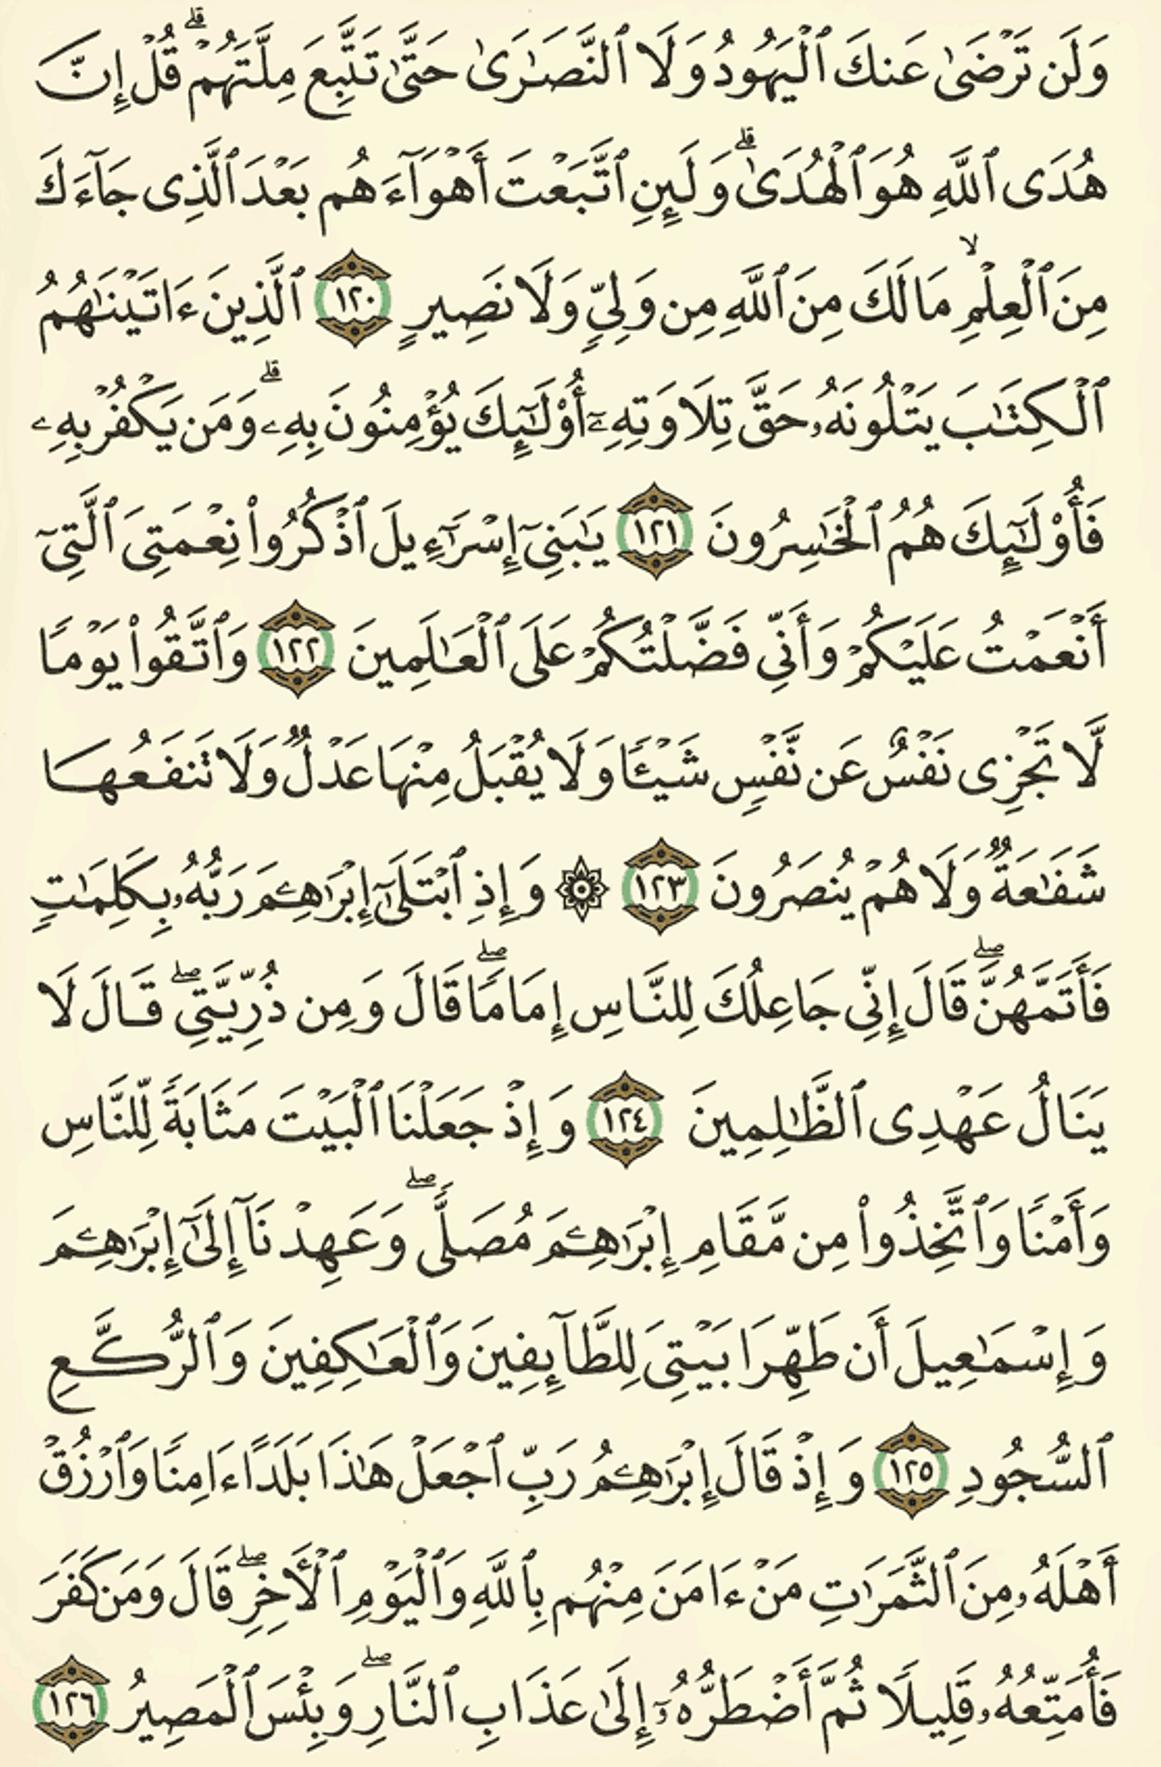 وَلَن تَرْضَىٰ عَنكَ ٱلْيَهُودُ وَلَا ٱلنَّصَـٰرَىٰ حَتَّىٰ تَتَّبِعَ مِلَّتَهُمْ ۗ قُلْ إِنَّ
هُدَى ٱللَّهِ هُوَ ٱلْهُدَىٰ ۗ وَلَئِنِ ٱتَّبَعْتَ أَهْوَآءَهُم بَعْدَ ٱلَّذِى جَآءَكَ
مِنَ ٱلْعِلْمِ ۙ مَا لَكَ مِنَ ٱللَّهِ مِن وَلِىٍّ وَلَا نَصِيرٍ ١٢٠ ٱلَّذِينَ ءَاتَيْنَـٰهُمُ
ٱلْكِتَـٰبَ يَتْلُونَهُۥ حَقَّ تِلَاوَتِهِۦٓ أُو۟لَـٰٓئِكَ يُؤْمِنُونَ بِهِۦ ۗ وَمَن يَكْفُرْ بِهِۦ
فَأُو۟لَـٰٓئِكَ هُمُ ٱلْخَـٰسِرُونَ ١٢١ يَـٰبَنِىٓ إِسْرَٰٓءِيلَ ٱذْكُرُوا۟ نِعْمَتِىَ ٱلَّتِىٓ
أَنْعَمْتُ عَلَيْكُمْ وَأَنِّى فَضَّلْتُكُمْ عَلَى ٱلْعَـٰلَمِينَ ١٢٢ وَٱتَّقُوا۟ يَوْمًا
لَّا تَجْزِى نَفْسٌ عَن نَّفْسٍ شَيْـًٔا وَلَا يُقْبَلُ مِنْهَا عَدْلٌ وَلَا تَنفَعُهَا
شَفَـٰعَةٌ وَلَا هُمْ يُنصَرُونَ ١٢٣ ۞ وَإِذِ ٱبْتَلَىٰٓ إِبْرَٰهِـۧمَ رَبُّهُۥ بِكَلِمَـٰتٍ
فَأَتَمَّهُنَّ ۖ قَالَ إِنِّى جَاعِلُكَ لِلنَّاسِ إِمَامًا ۖ قَالَ وَمِن ذُرِّيَّتِى ۖ قَالَ لَا
يَنَالُ عَهْدِى ٱلظَّـٰلِمِينَ ١٢٤ وَإِذْ جَعَلْنَا ٱلْبَيْتَ مَثَابَةً لِّلنَّاسِ
وَأَمْنًا وَٱتَّخِذُوا۟ مِن مَّقَامِ إِبْرَٰهِـۧمَ مُصَلًّى ۖ وَعَهِدْنَآ إِلَىٰٓ إِبْرَٰهِـۧمَ
وَإِسْمَـٰعِيلَ أَن طَهِّرَا بَيْتِىَ لِلطَّآئِفِينَ وَٱلْعَـٰكِفِينَ وَٱلرُّكَّعِ
ٱلسُّجُودِ ١٢٥ وَإِذْ قَالَ إِبْرَٰهِـۧمُ رَبِّ ٱجْعَلْ هَـٰذَا بَلَدًا ءَامِنًا وَٱرْزُقْ
أَهْلَهُۥ مِنَ ٱلثَّمَرَٰتِ مَنْ ءَامَنَ مِنْهُم بِٱللَّهِ وَٱلْيَوْمِ ٱلْـَٔاخِرِ ۖ قَالَ وَمَن كَفَرَ
فَأُمَتِّعُهُۥ قَلِيلًا ثُمَّ أَضْطَرُّهُۥٓ إِلَىٰ عَذَابِ ٱلنَّارِ ۖ وَبِئْسَ ٱلْمَصِيرُ ١٢٦